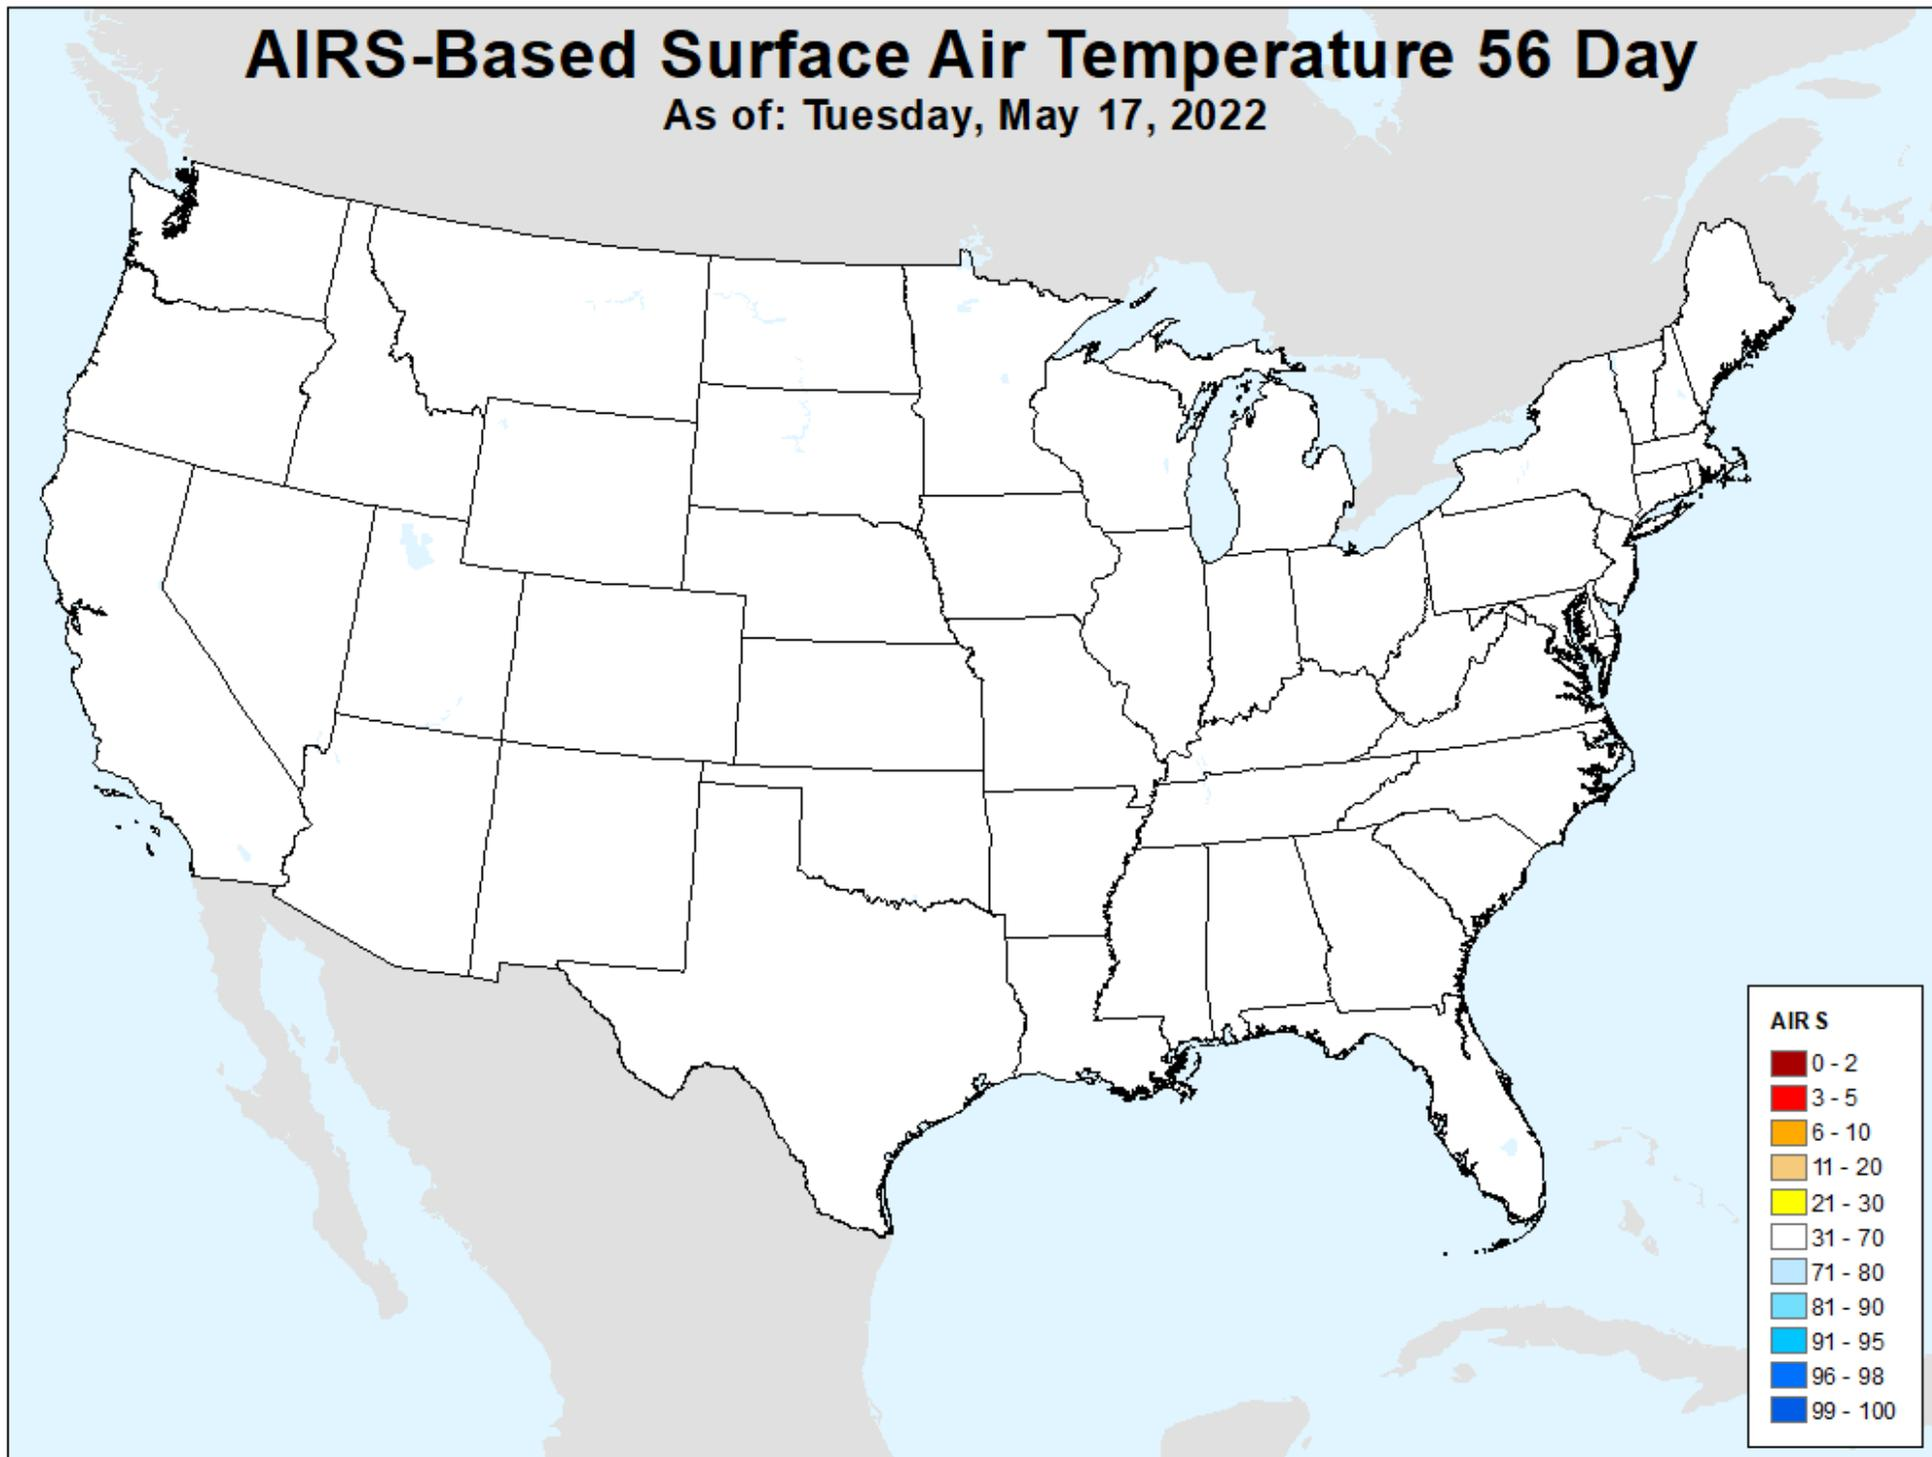 AIRS-Based Surface Air Temperature 56 Day
As of: Tuesday, May 17, 2022
AIRS
0 - 2
3 - 5
6 - 10
11 - 20
21 - 30
31 - 70
71 - 80
81 - 90
91 - 95
96 - 98
99 - 100